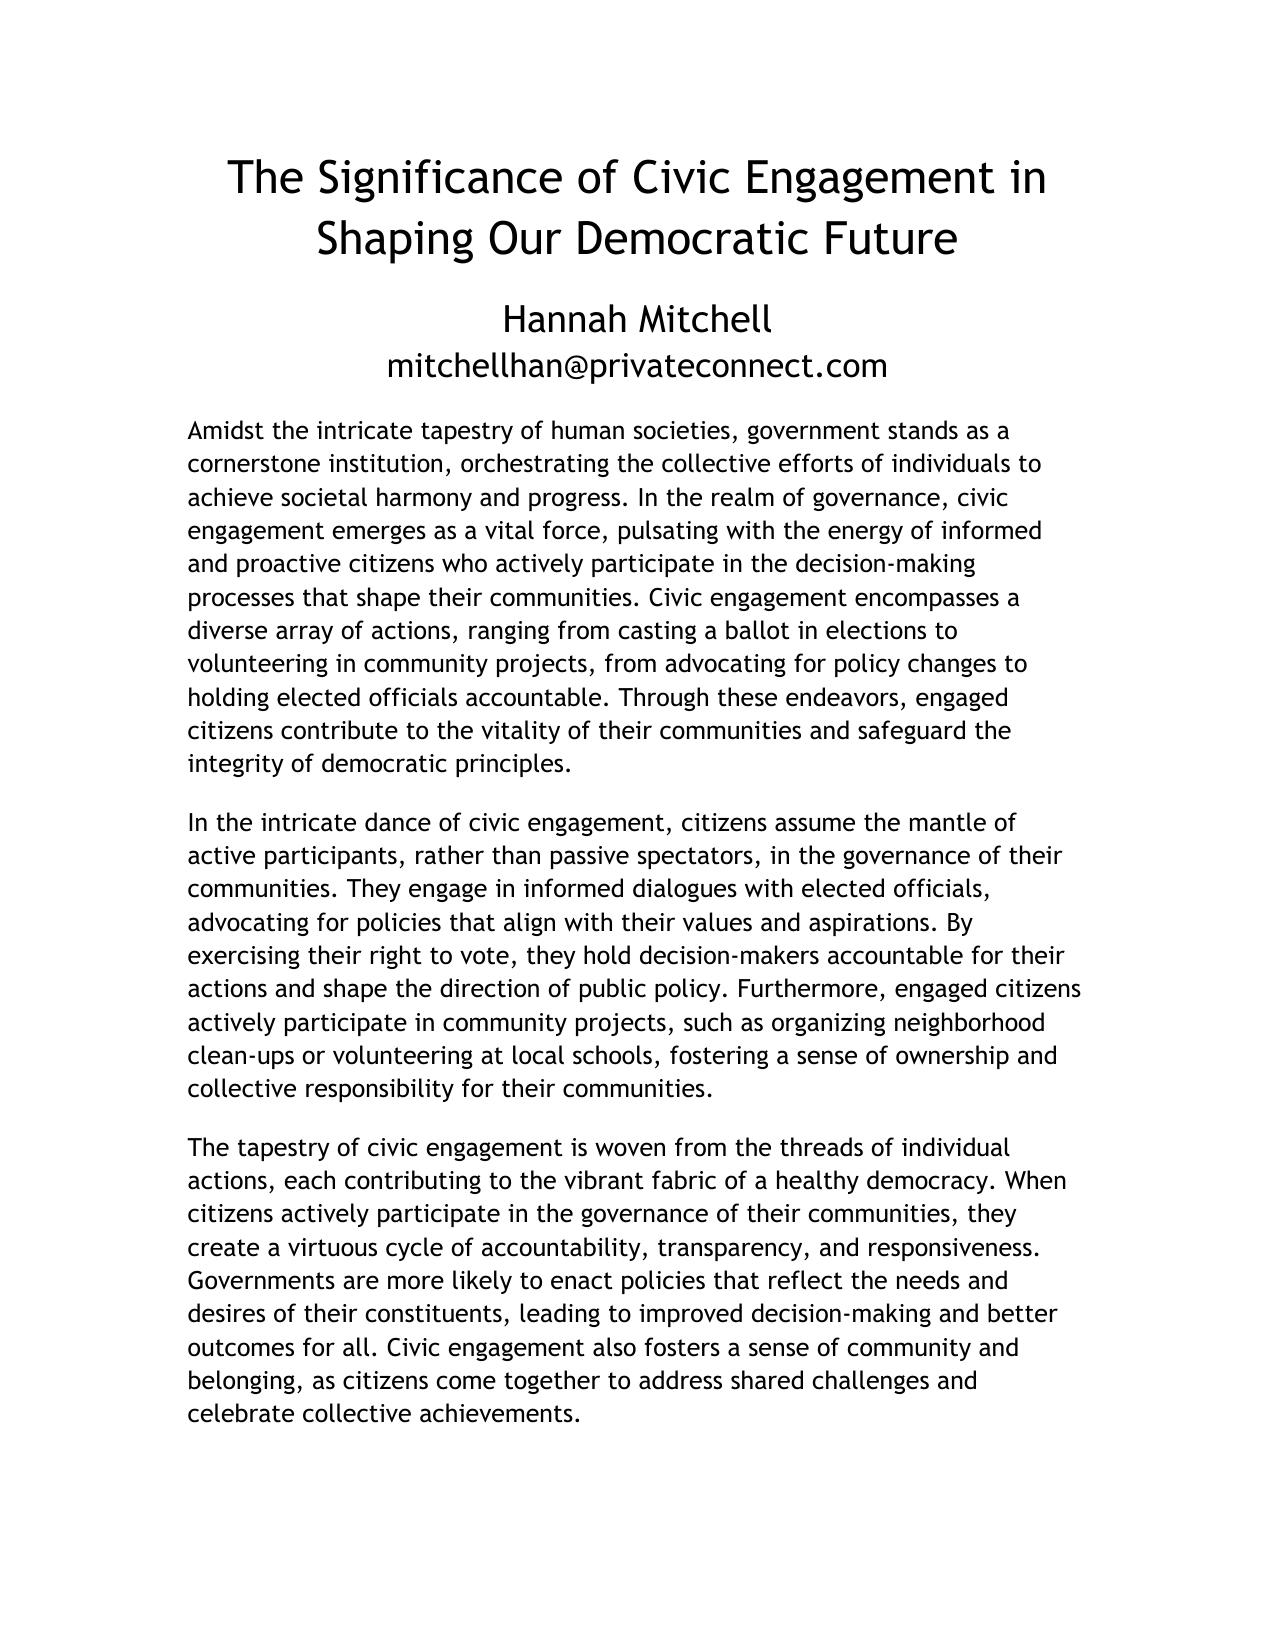 The Significance of Civic Engagement in
Shaping Our Democratic Future
Hannah Mitchell
mitchellhan@privateconnect.com
Amidst the intricate tapestry of human societies, government stands as a
cornerstone institution, orchestrating the collective efforts of individuals to
achieve societal harmony and progress. In the realm of governance, civic
engagement emerges as a vital force, pulsating with the energy of informed
and proactive citizens who actively participate in the decision-making
processes that shape their communities. Civic engagement encompasses a
diverse array of actions, ranging from casting a ballot in elections to
volunteering in community projects, from advocating for policy changes to
holding elected officials accountable. Through these endeavors, engaged
citizens contribute to the vitality of their communities and safeguard the
integrity of democratic principles.
In the intricate dance of civic engagement, citizens assume the mantle of
active participants, rather than passive spectators, in the governance of their
communities. They engage in informed dialogues with elected officials,
advocating for policies that align with their values and aspirations. By
exercising their right to vote, they hold decision-makers accountable for their
actions and shape the direction of public policy. Furthermore, engaged citizens
actively participate in community projects, such as organizing neighborhood
clean-ups or volunteering at local schools, fostering a sense of ownership and
collective responsibility for their communities.
The tapestry of civic engagement is woven from the threads of individual
actions, each contributing to the vibrant fabric of a healthy democracy. When
citizens actively participate in the governance of their communities, they
create a virtuous cycle of accountability, transparency, and responsiveness.
Governments are more likely to enact policies that reflect the needs and
desires of their constituents, leading to improved decision-making and better
outcomes for all. Civic engagement also fosters a sense of community and
belonging, as citizens come together to address shared challenges and
celebrate collective achievements.